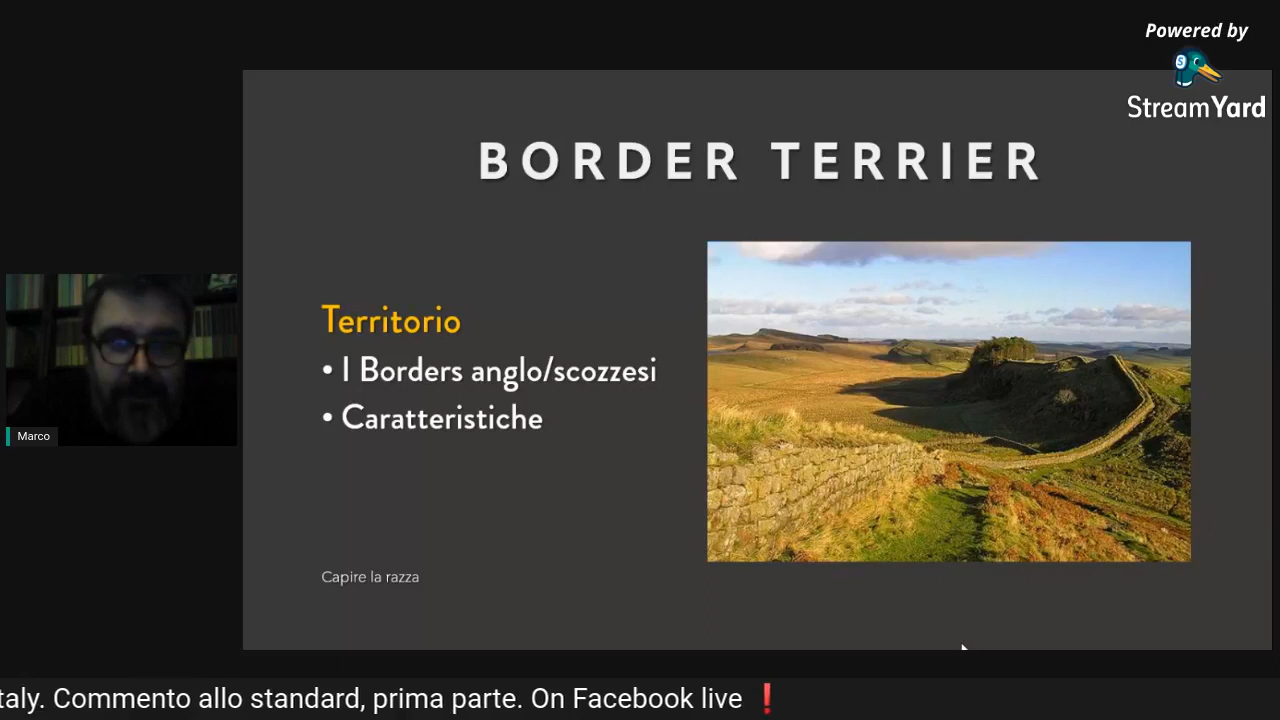 Powered by
StreamYard
BORDER TERRIER
Territorio
• I Borders anglo/scozzesi
• Caratteristiche
Capire la razza
Marco
taly. Commento allo standard, prima parte. On Facebook live ❗